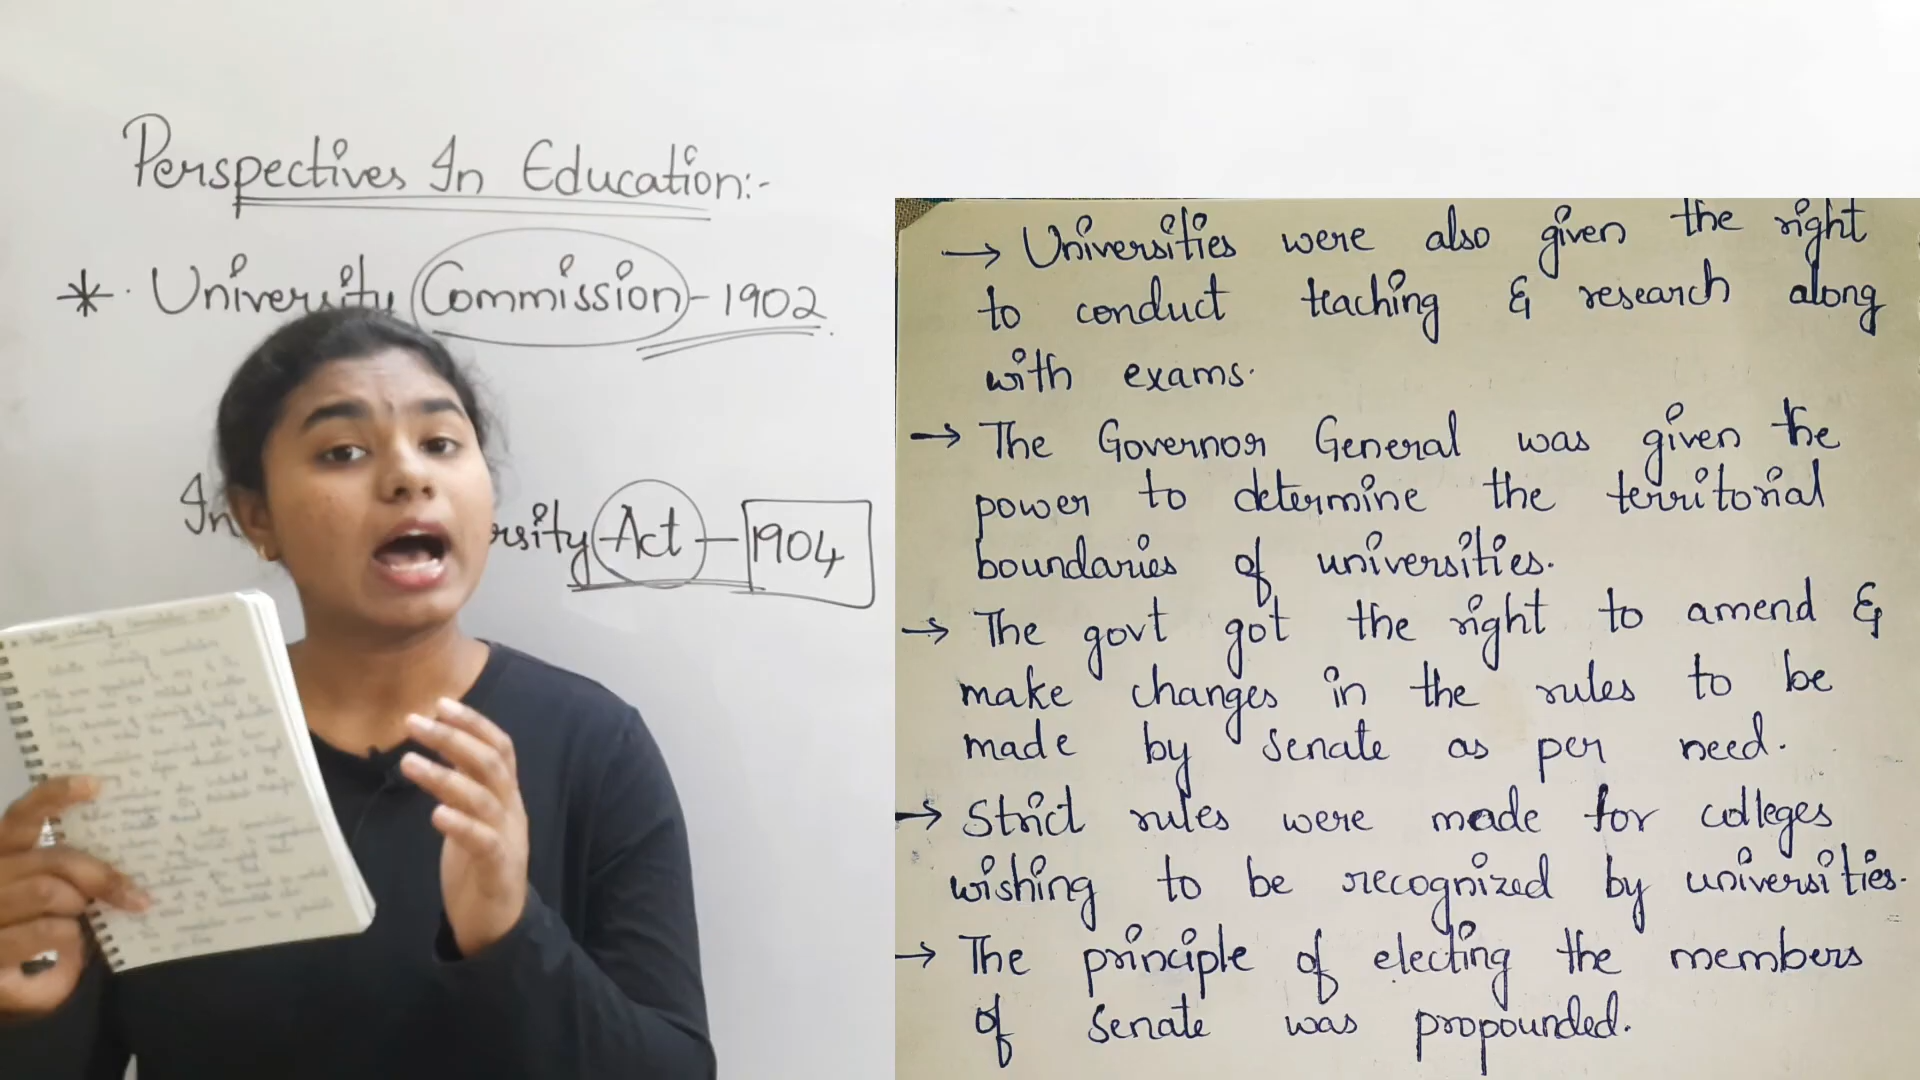 Perspectives In Education:-
* University Commission - 1902.
In rsity Act - 1904
→ Universities were also given the right
to conduct teaching & research along
with exams.
→ The Governor General was given the
power to determine the territorial
boundaries of universities.
→ The govt got the right to amend &
make changes in the rules to be
made by senate as per need.
→ Strict rules were made for colleges
wishing to be recognized by universities.
→ The principle of electing the members
of senate was propounded.